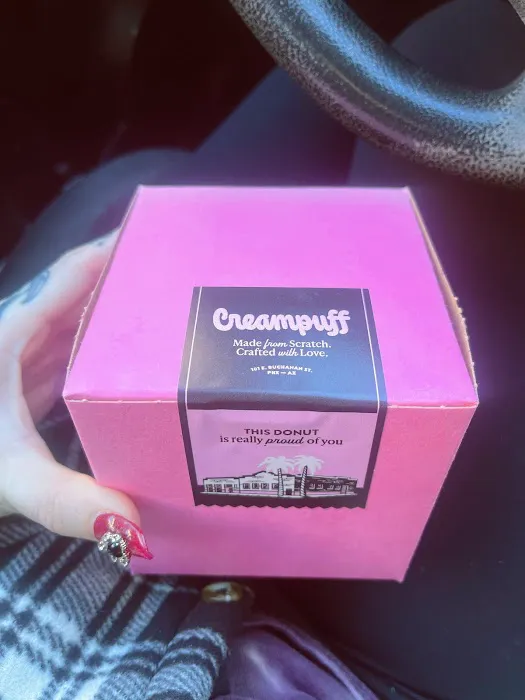 Creampuff
Made from Scratch.
Crafted with Love.
101 E. BUCHANAN ST.
PHX — AZ
THIS DONUT
is really proud of you